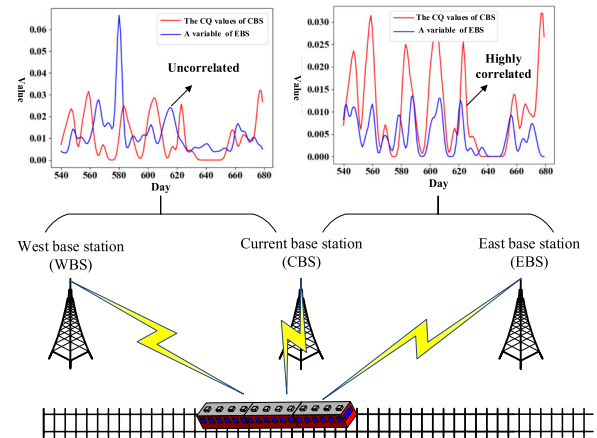 The CQ values of CBS
A variable of EBS
Uncorrelated
Value
0.06
0.05
0.04
0.03
0.02
0.01
0.00
540 560 580 600 620 640 660 680
Day
The CQ values of CBS
A variable of EBS
Highly
correlated
Value
0.030
0.025
0.020
0.015
0.010
0.005
0.000
540 560 580 600 620 640 660 679
Day
West base station
(WBS)
Current base station
(CBS)
East base station
(EBS)